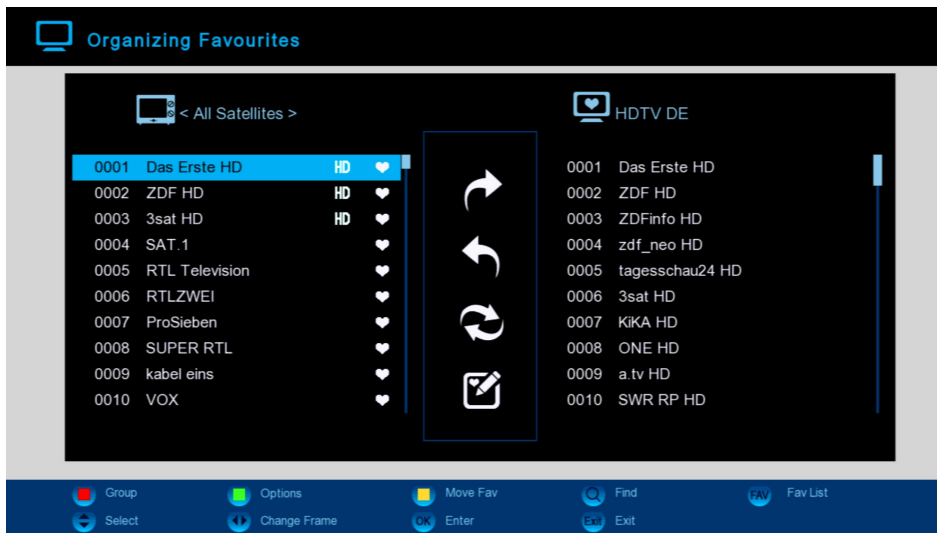 Organizing Favourites
< All Satellites >
0001 Das Erste HD HD
0002 ZDF HD HD
0003 3sat HD HD
0004 SAT.1
0005 RTL Television
0006 RTLZWEI
0007 ProSieben
0008 SUPER RTL
0009 kabel eins
0010 VOX
HDTV DE
0001 Das Erste HD
0002 ZDF HD
0003 ZDFinfo HD
0004 zdf_neo HD
0005 tagesschau24 HD
0006 3sat HD
0007 KiKA HD
0008 ONE HD
0009 a.tv HD
0010 SWR RP HD
Group Options Move Fav Find FAV Fav List
Select Change Frame OK Enter Exit Exit